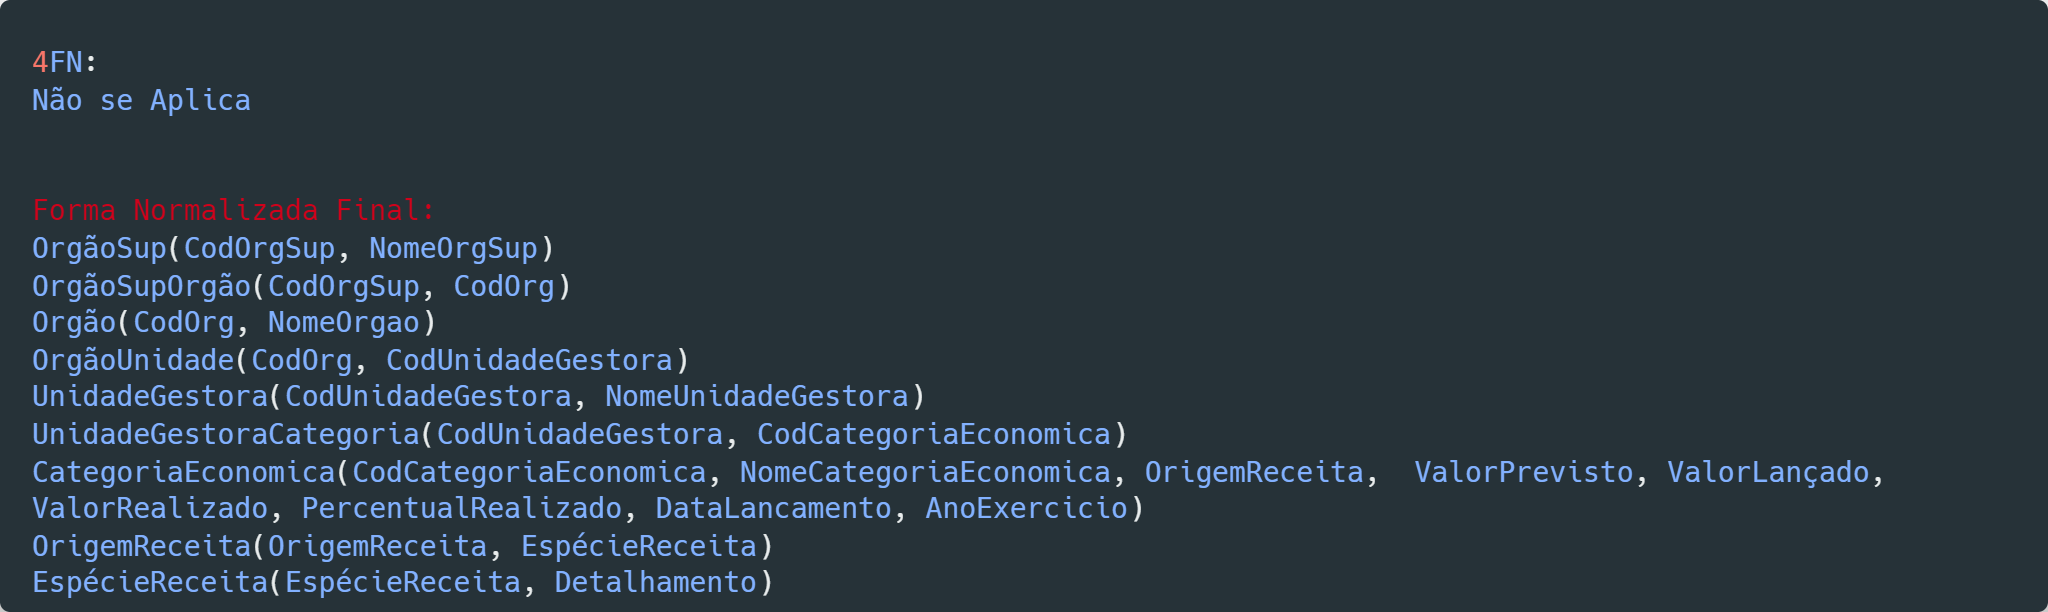 4FN:
Não se Aplica
Forma Normalizada Final:
OrgãoSup(CodOrgSup, NomeOrgSup)
OrgãoSupOrgão(CodOrgSup, CodOrg)
Orgão(CodOrg, NomeOrgao)
OrgãoUnidade(CodOrg, CodUnidadeGestora)
UnidadeGestora(CodUnidadeGestora, NomeUnidadeGestora)
UnidadeGestoraCategoria(CodUnidadeGestora, CodCategoriaEconomica)
CategoriaEconomica(CodCategoriaEconomica, NomeCategoriaEconomica, OrigemReceita,  ValorPrevisto, ValorLançado,
ValorRealizado, PercentualRealizado, DataLancamento, AnoExercicio)
OrigemReceita(OrigemReceita, EspécieReceita)
EspécieReceita(EspécieReceita, Detalhamento)